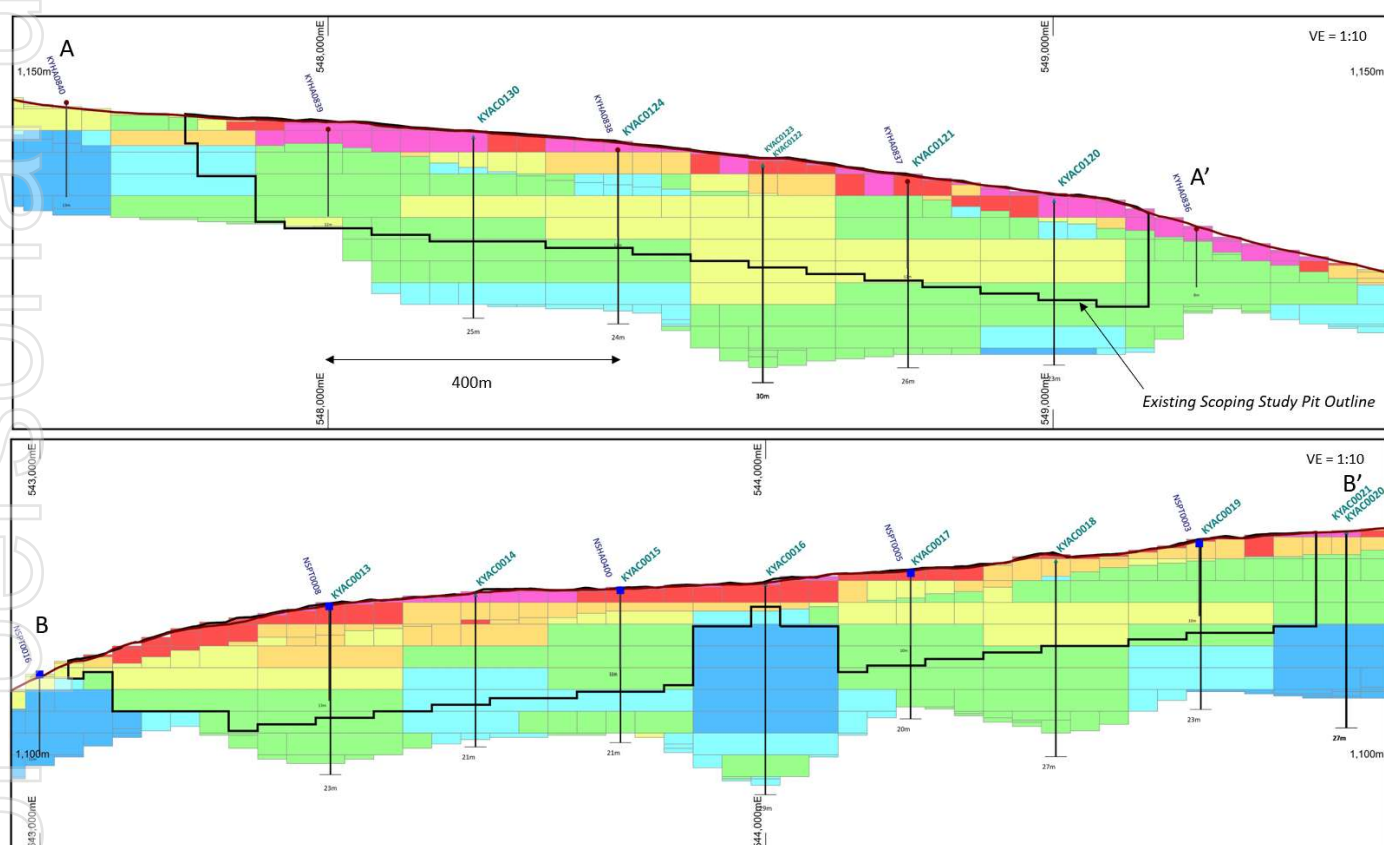 A
548,000mE
549,000mE
VE = 1:10
1,150m
1,150m
KYHA0840
KYHA0839
KYAC0130
KYHA0838
KYAC0124
KYAC0123
KYAC0122
KYHA0837
KYAC0121
KYAC0120
A'
KYHA0836
25m
24m
30m
26m
23m
400m
548,000mE
549,000mE
Existing Scoping Study Pit Outline
543,000mE
544,000mE
VE = 1:10
B'
B
NSPT0016
NSPT0008
KYAC0013
KYAC0014
NSHA0400
KYAC0015
KYAC0016
NSPT0005
KYAC0017
KYAC0018
NSPT0003
KYAC0019
KYAC0021
KYAC0020
23m
21m
21m
29m
20m
27m
23m
27m
1,100m
1,100m
543,000mE
544,000mE